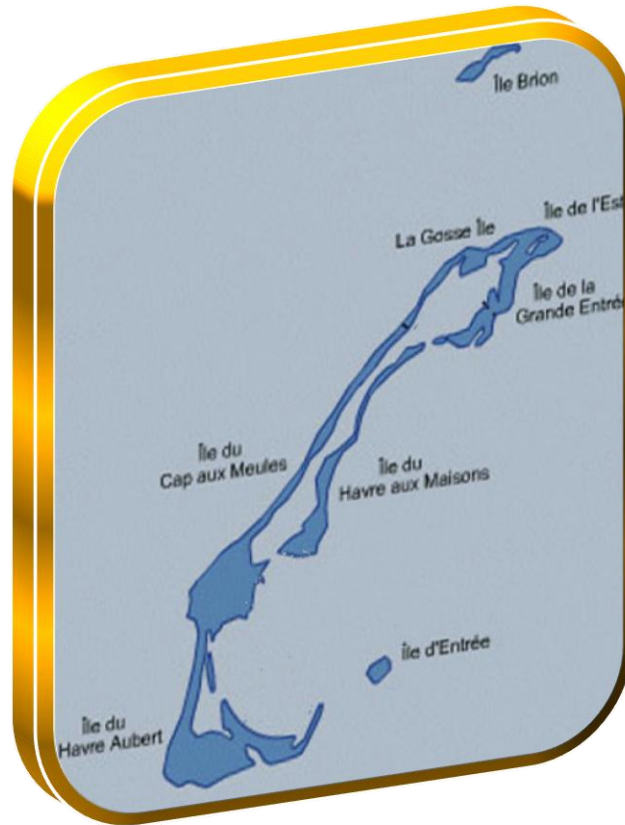 Île Brion
Île de l'Est
La Gosse Île
Île de la
Grande Entrée
Île du
Cap aux Meules
Île du
Havre aux Maisons
Île d'Entrée
Île du
Havre Aubert